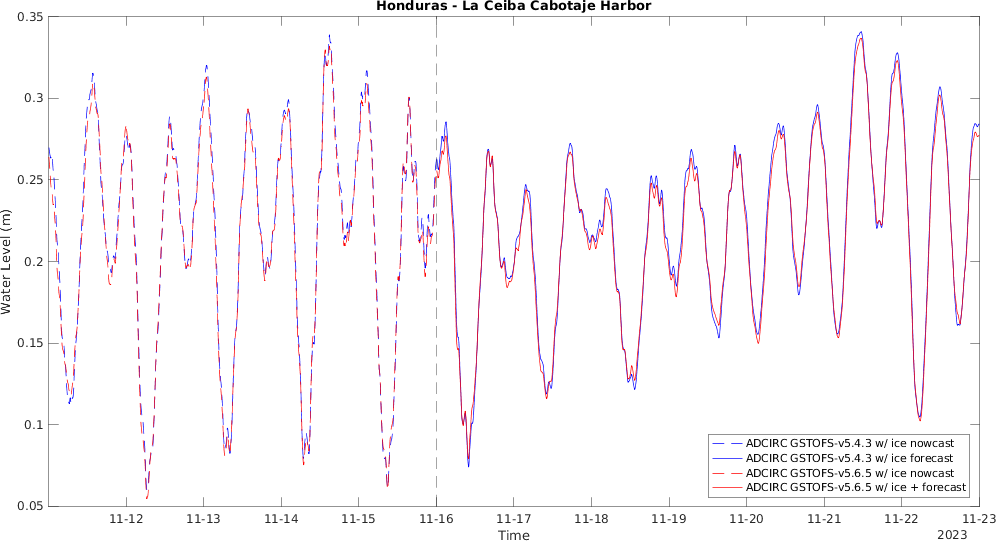 Honduras - La Ceiba Cabotaje Harbor
Water Level (m)
0.35
0.3
0.25
0.2
0.15
0.1
0.05
ADCIRC GSTOFS-v5.4.3 w/ ice nowcast
ADCIRC GSTOFS-v5.4.3 w/ ice forecast
ADCIRC GSTOFS-v5.6.5 w/ ice nowcast
ADCIRC GSTOFS-v5.6.5 w/ ice + forecast
11-12 11-13 11-14 11-15 11-16 11-17 11-18 11-19 11-20 11-21 11-22 11-23
Time
2023